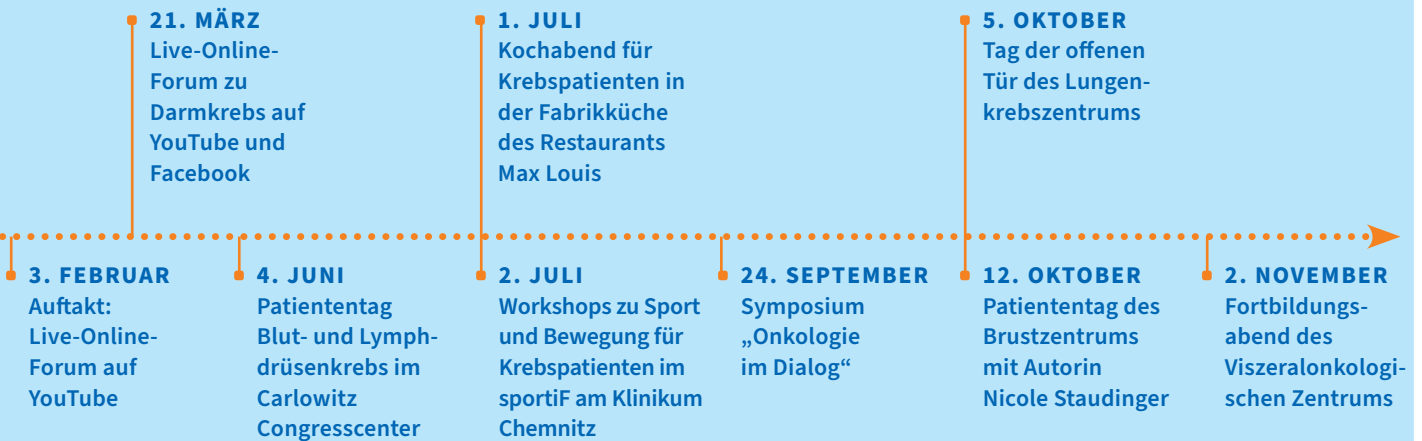 21. MÄRZ
Live-Online-
Forum zu
Darmkrebs auf
YouTube und
Facebook
1. JULI
Kochabend für
Krebspatienten in
der Fabrikküche
des Restaurants
Max Louis
5. OKTOBER
Tag der offenen
Tür des Lungen-
krebszentrums
3. FEBRUAR
Auftakt:
Live-Online-
Forum auf
YouTube
4. JUNI
Patiententag
Blut- und Lymph-
drüsenkrebs im
Carlowitz
Congresscenter
2. JULI
Workshops zu Sport
und Bewegung für
Krebspatienten im
sportiF am Klinikum
Chemnitz
24. SEPTEMBER
Symposium
„Onkologie
im Dialog“
12. OKTOBER
Patiententag des
Brustzentrums
mit Autorin
Nicole Staudinger
2. NOVEMBER
Fortbildungs-
abend des
Viszeralonkologi-
schen Zentrums